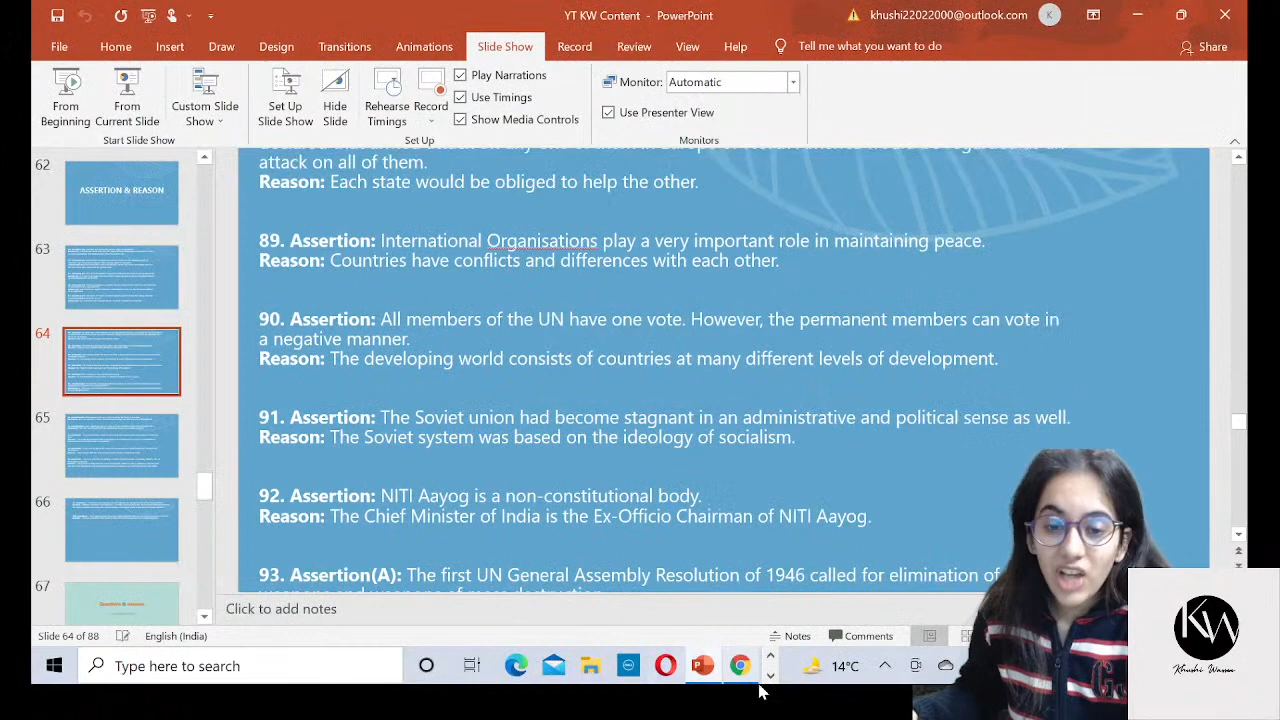 YT KW Content - PowerPoint
khushi22022000@outlook.com
K
File Home Insert Draw Design Transitions Animations Slide Show Record Review View Help Tell me what you want to do Share
From Beginning
From Current Slide
Custom Slide Show
Start Slide Show
Set Up Slide Show
Hide Slide
Rehearse Timings
Record
Play Narrations
Use Timings
Show Media Controls
Set Up
Monitor: Automatic
Use Presenter View
Monitors
62
ASSERTION & REASON
63
64
65
66
67
attack on all of them.
Reason: Each state would be obliged to help the other.
89. Assertion: International Organisations play a very important role in maintaining peace.
Reason: Countries have conflicts and differences with each other.
90. Assertion: All members of the UN have one vote. However, the permanent members can vote in
a negative manner.
Reason: The developing world consists of countries at many different levels of development.
91. Assertion: The Soviet union had become stagnant in an administrative and political sense as well.
Reason: The Soviet system was based on the ideology of socialism.
92. Assertion: NITI Aayog is a non-constitutional body.
Reason: The Chief Minister of India is the Ex-Officio Chairman of NITI Aayog.
93. Assertion(A): The first UN General Assembly Resolution of 1946 called for elimination of
Click to add notes
Slide 64 of 88 English (India) Notes Comments
Type here to search
DELL
14°C
KW
Khushi Wason